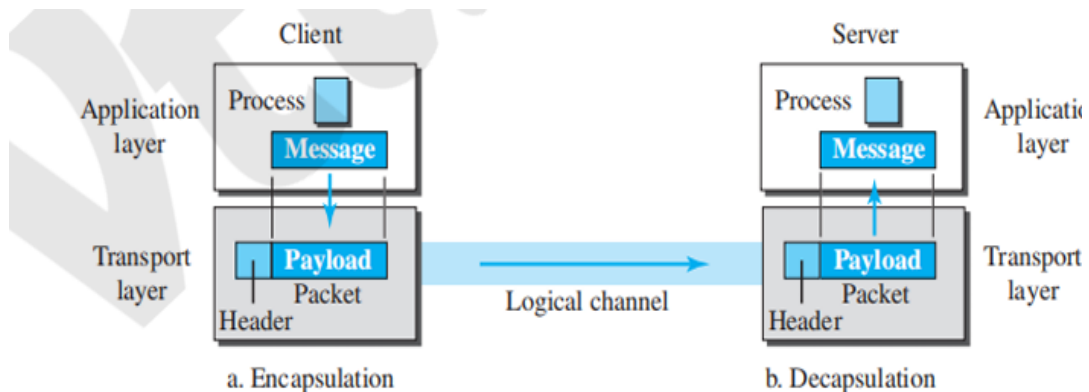 Client
Server
Application
layer
Process
Message
Process
Message
Applicatio
layer
Transport
layer
Payload
Packet
Header
Logical channel
Payload
Packet
Header
Transport
layer
a. Encapsulation
b. Decapsulation